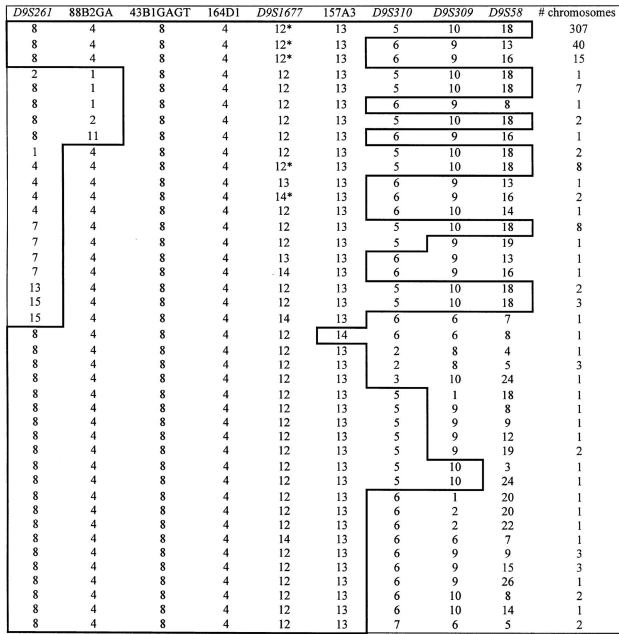 D9S261 88B2GA 43B1GAGT 164D1 D9S1677 157A3 D9S310 D9S309 D9S58 # chromosomes
8 4 8 4 12* 13 5 10 18 307
8 4 8 4 12* 13 6 9 13 40
8 4 8 4 12* 13 6 9 16 15
2 1 8 4 12 13 5 10 18 1
8 1 8 4 12 13 5 10 18 7
8 1 8 4 12 13 6 9 8 1
8 2 8 4 12 13 5 10 18 2
8 11 8 4 12 13 6 9 16 1
1 4 8 4 12 13 5 10 18 2
4 4 8 4 12* 13 5 10 18 8
4 4 8 4 13 13 6 9 13 1
4 4 8 4 14* 13 6 9 16 2
4 4 8 4 12 13 6 10 14 1
7 4 8 4 12 13 5 10 18 8
7 4 8 4 12 13 5 9 19 1
7 4 8 4 13 13 6 9 13 1
7 4 8 4 14 13 6 9 16 1
13 4 8 4 12 13 5 10 18 2
15 4 8 4 12 13 5 10 18 3
15 4 8 4 14 13 6 6 7 1
8 4 8 4 12 14 6 6 8 1
8 4 8 4 12 13 2 8 4 1
8 4 8 4 12 13 2 8 5 3
8 4 8 4 12 13 3 10 24 1
8 4 8 4 12 13 5 1 18 1
8 4 8 4 12 13 5 9 8 1
8 4 8 4 12 13 5 9 9 1
8 4 8 4 12 13 5 9 12 1
8 4 8 4 12 13 5 9 19 2
8 4 8 4 12 13 5 10 3 1
8 4 8 4 12 13 5 10 24 1
8 4 8 4 12 13 6 1 20 1
8 4 8 4 12 13 6 2 20 1
8 4 8 4 12 13 6 2 22 1
8 4 8 4 14 13 6 6 7 1
8 4 8 4 12 13 6 9 9 3
8 4 8 4 12 13 6 9 15 3
8 4 8 4 12 13 6 9 26 1
8 4 8 4 12 13 6 10 8 2
8 4 8 4 12 13 6 10 14 1
8 4 8 4 12 13 7 6 5 2